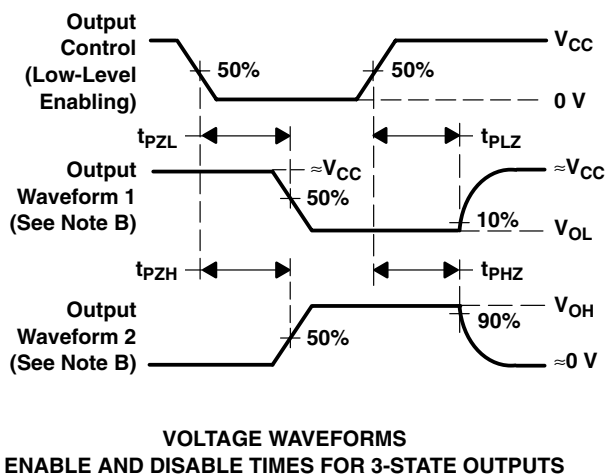 Output
Control
(Low-Level
Enabling)
50%
50%
VCC
0 V
tPZL
tPLZ
Output
Waveform 1
(See Note B)
≈VCC
50%
≈VCC
10%
VOL
tPZH
tPHZ
Output
Waveform 2
(See Note B)
50%
VOH
90%
≈0 V
VOLTAGE WAVEFORMS
ENABLE AND DISABLE TIMES FOR 3-STATE OUTPUTS